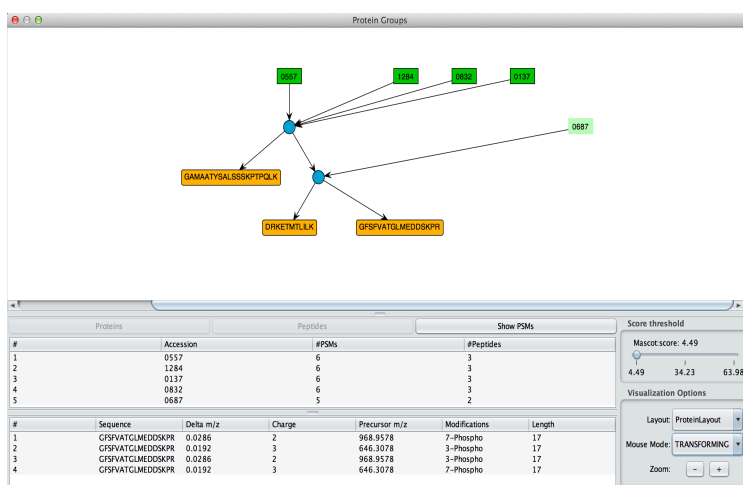 Protein Groups
0557
1284
0832
0137
0687
GAMAATYSALSSSKPTPQLK
DRKETMTLILK
GFSFVATGLMEDDSKPR
Proteins Peptides Show PSMs
# Accession #PSMs #Peptides
1 0557 6 3
2 1284 6 3
3 0137 6 3
4 0832 6 3
5 0687 5 2
# Sequence Delta m/z Charge Precursor m/z Modifications Length
1 GFSFVATGLMEDDSKPR 0.0286 2 968.9578 7-Phospho 17
2 GFSFVATGLMEDDSKPR 0.0192 3 646.3078 3-Phospho 17
3 GFSFVATGLMEDDSKPR 0.0286 2 968.9578 3-Phospho 17
4 GFSFVATGLMEDDSKPR 0.0192 3 646.3078 7-Phospho 17
Score threshold
Mascot:score: 4.49
4.49 34.23 63.98
Visualization Options
Layout: ProteinLayout
Mouse Mode: TRANSFORMING
Zoom: - +